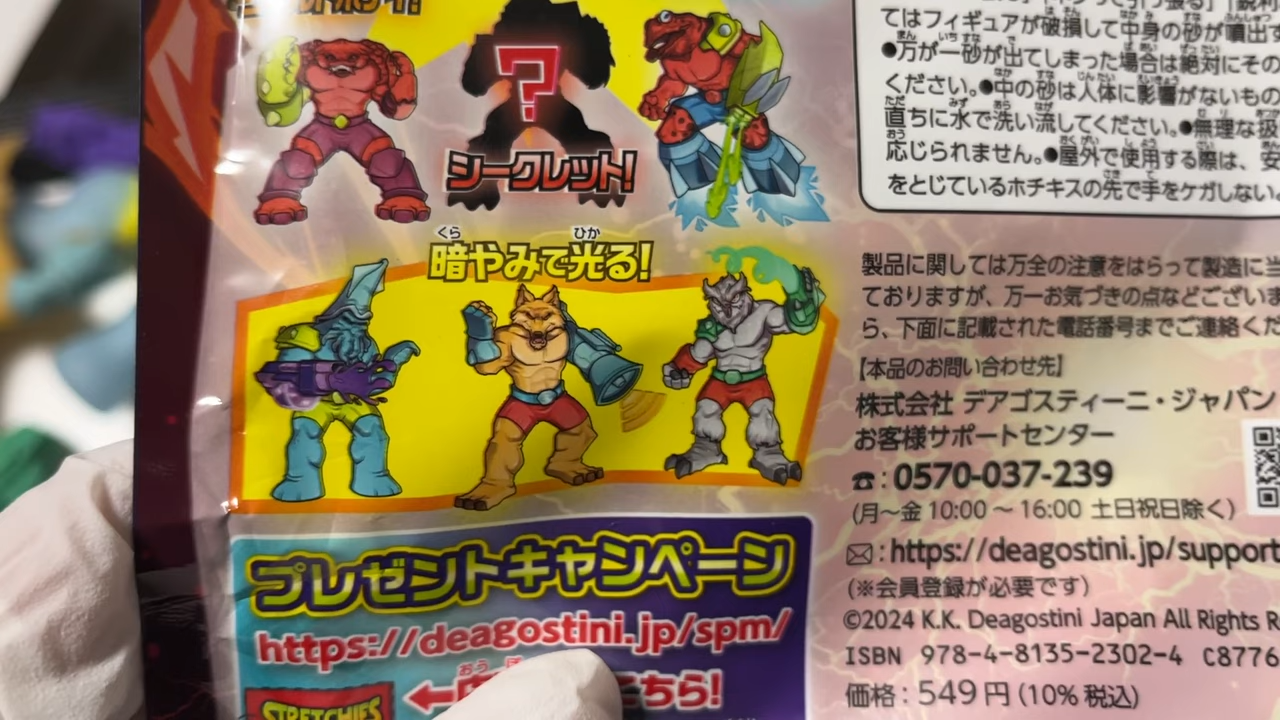 ?
シークレット!
暗やみで光る!
くら
ひか
プレゼントキャンペーン
https://deagostini.jp/spm/
こちら!
STRETCHIES
てはフィギュアが破損して中身の砂が噴出す
●万が一砂が出てしまった場合は絶対にその
ください。●中の砂は人体に影響がないもの
直ちに水で洗い流してください。●無理な扱
応じられません。●屋外で使用する際は、安
をとじているホチキスの先で手をケガしない
製品に関しては万全の注意をはらって製造に当
ておりますが、万一お気づきの点などございま
ら、下面に記載された電話番号までご連絡くだ
【本品のお問い合わせ先】
株式会社 デアゴスティーニ・ジャパン
お客様サポートセンター
☎:0570-037-239
(月〜金 10:00 〜 16:00 土日祝日除く)
✉:https://deagostini.jp/support
(※会員登録が必要です)
©2024 K.K. Deagostini Japan All Rights R
ISBN 978-4-8135-2302-4 C8776
価格:549円(10%税込)